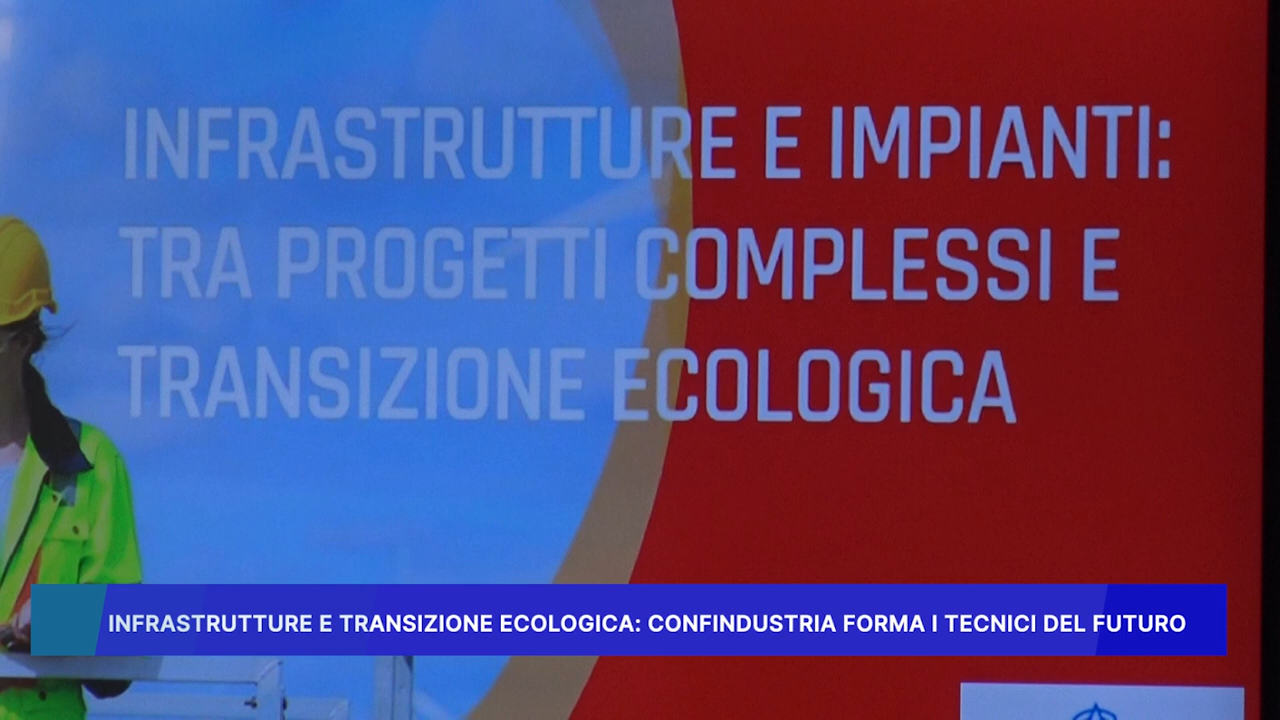 INFRASTRUTTURE E IMPIANTI:
TRA PROGETTI COMPLESSI E
TRANSIZIONE ECOLOGICA
INFRASTRUTTURE E TRANSIZIONE ECOLOGICA: CONFINDUSTRIA FORMA I TECNICI DEL FUTURO